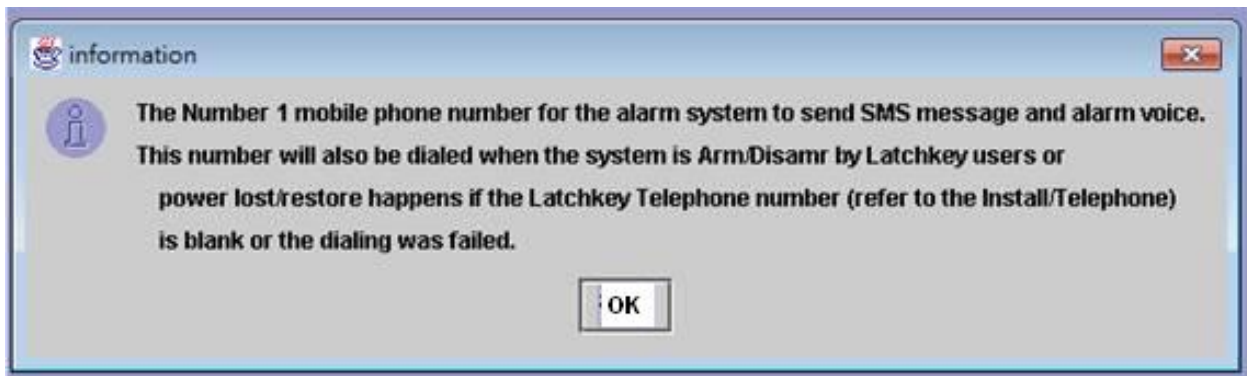 information
The Number 1 mobile phone number for the alarm system to send SMS message and alarm voice.
This number will also be dialed when the system is Arm/Disamr by Latchkey users or
power lost/restore happens if the Latchkey Telephone number (refer to the Install/Telephone)
is blank or the dialing was failed.
OK